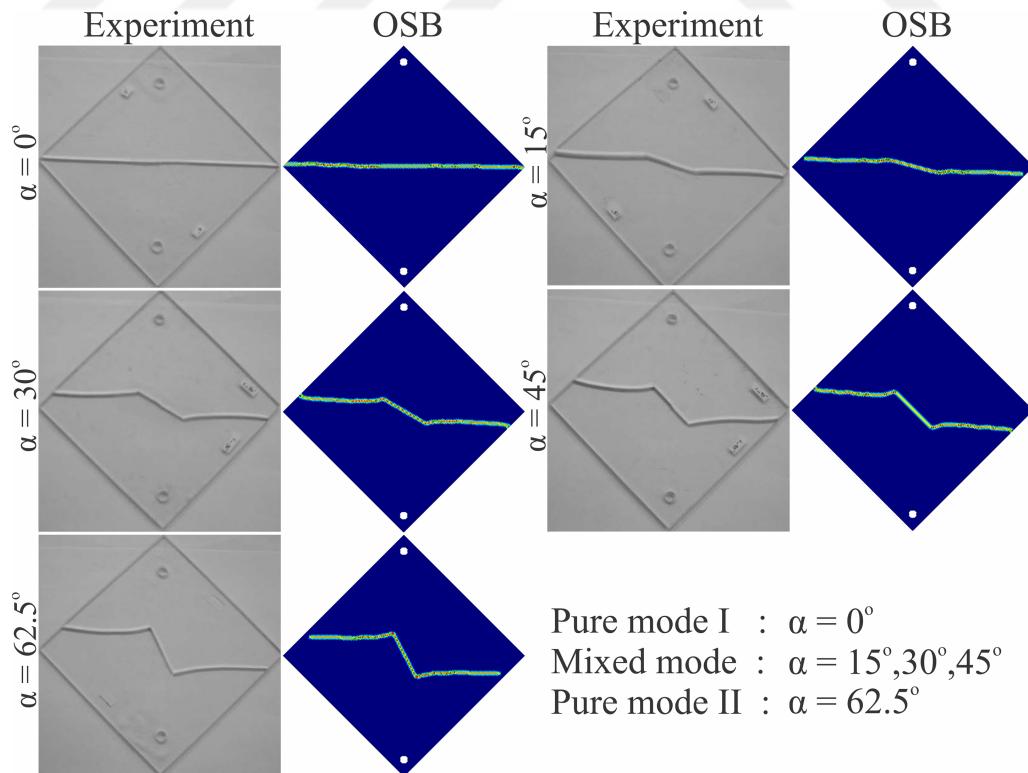 Experiment OSB Experiment OSB
α = 0°
α = 15°
α = 30°
α = 45°
α = 62.5°
Pure mode I : α = 0°
Mixed mode : α = 15°,30°,45°
Pure mode II : α = 62.5°